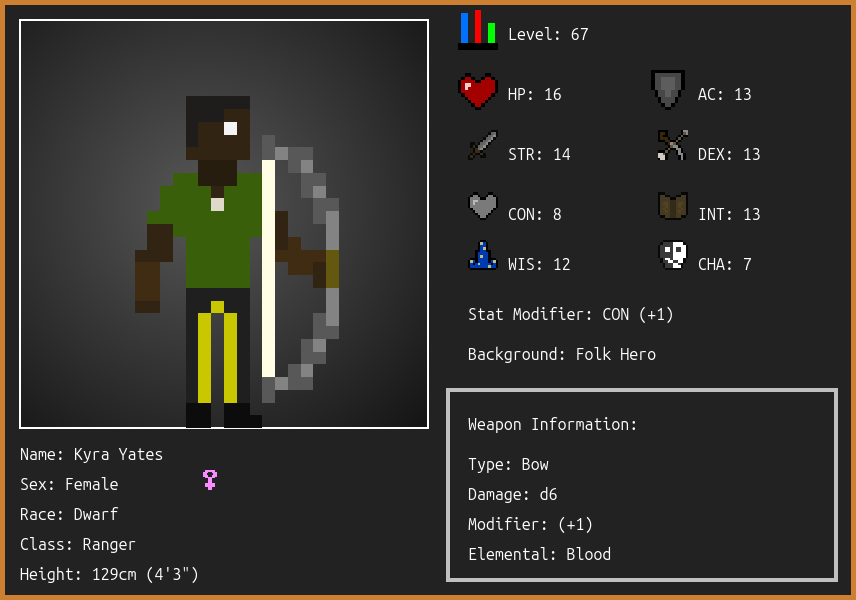 Level: 67
HP: 16
AC: 13
STR: 14
DEX: 13
CON: 8
INT: 13
WIS: 12
CHA: 7
Stat Modifier: CON (+1)
Background: Folk Hero
Weapon Information:
Type: Bow
Damage: d6
Modifier: (+1)
Elemental: Blood
Name: Kyra Yates
Sex: Female
Race: Dwarf
Class: Ranger
Height: 129cm (4'3")